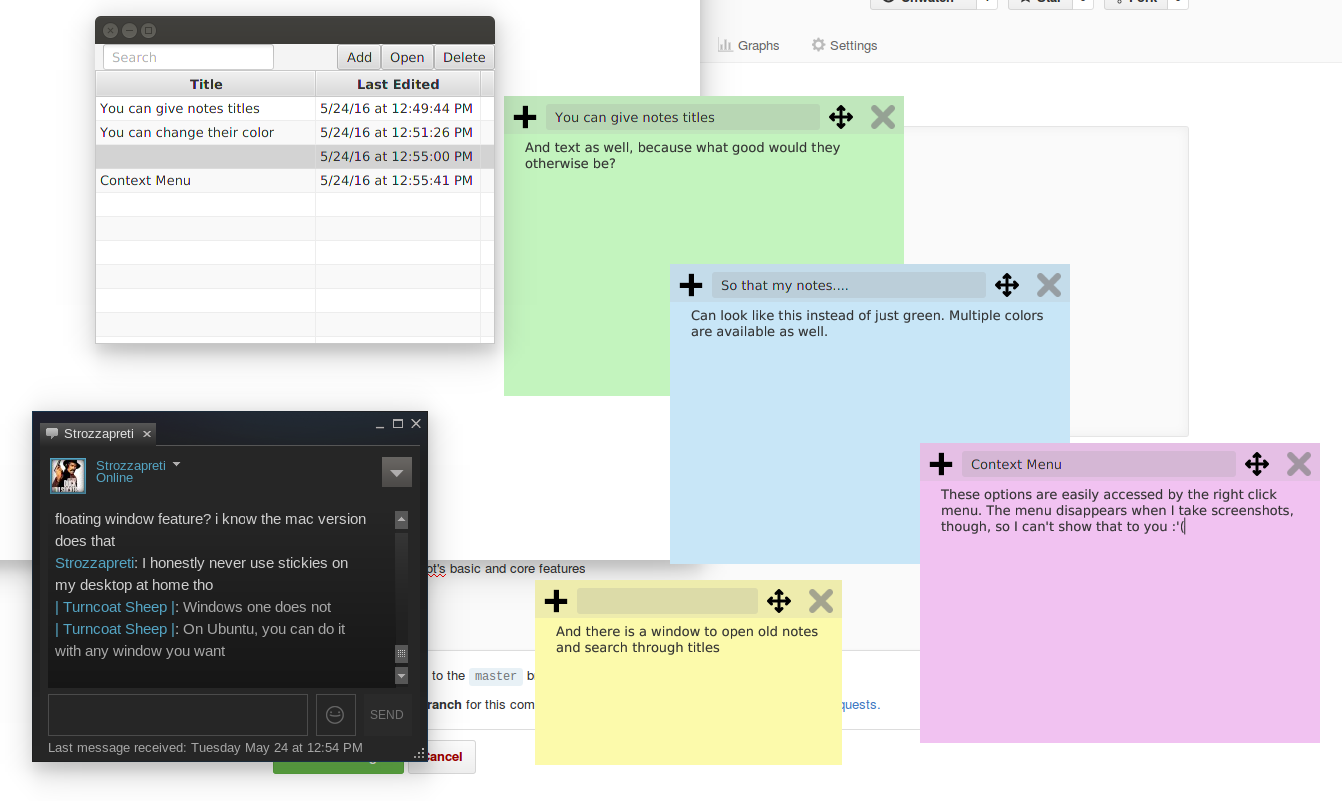 Graphs
Settings
Search
Add
Open
Delete
Title
Last Edited
You can give notes titles
5/24/16 at 12:49:44 PM
You can change their color
5/24/16 at 12:51:26 PM
5/24/16 at 12:55:00 PM
Context Menu
5/24/16 at 12:55:41 PM
You can give notes titles
And text as well, because what good would they
otherwise be?
So that my notes....
Can look like this instead of just green. Multiple colors
are available as well.
Context Menu
These options are easily accessed by the right click
menu. The menu disappears when I take screenshots,
though, so I can't show that to you :'(
Strozzapreti
Strozzapreti
Online
floating window feature? i know the mac version
does that
Strozzapreti: I honestly never use stickies on
my desktop at home tho
| Turncoat Sheep |: Windows one does not
| Turncoat Sheep |: On Ubuntu, you can do it
with any window you want
SEND
Last message received: Tuesday May 24 at 12:54 PM
ot's basic and core features
And there is a window to open old notes
and search through titles
to the master b
ranch for this com
quests.
Cancel